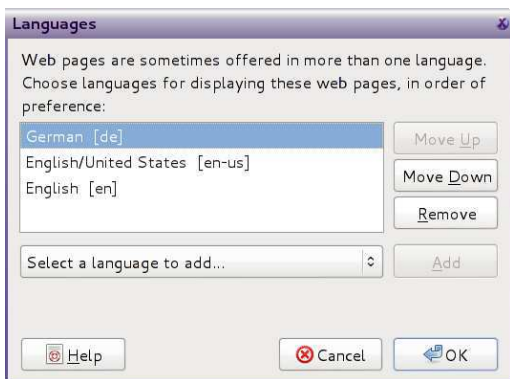 Languages
Web pages are sometimes offered in more than one language.
Choose languages for displaying these web pages, in order of
preference:
German [de]
English/United States [en-us]
English [en]
Move Up
Move Down
Remove
Select a language to add...
Add
Help
Cancel
OK